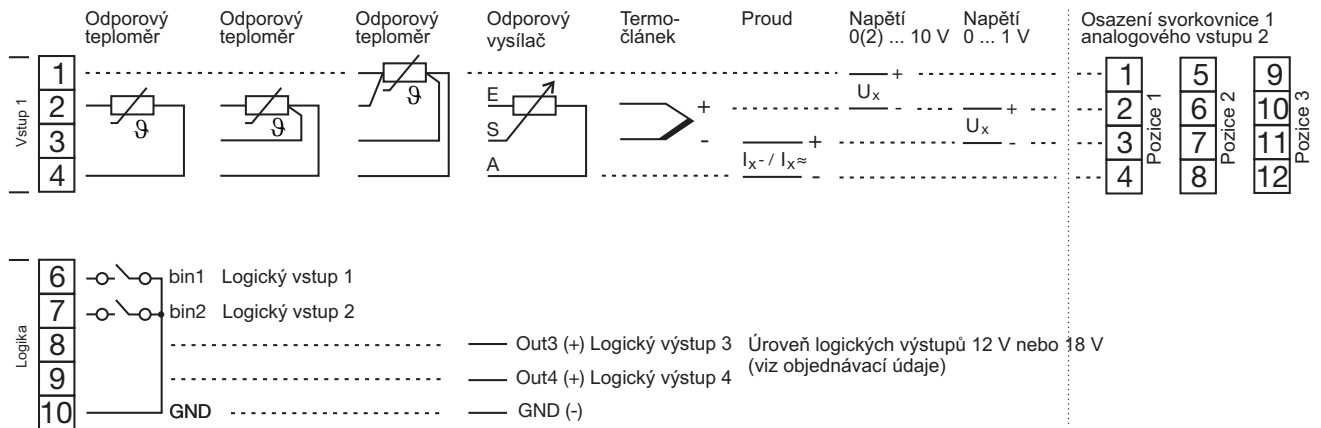 Odporový teploměr
Odporový teploměr
Odporový teploměr
Odporový vysílač
Termo-článek
Proud
Napětí 0(2) ... 10 V
Napětí 0 ... 1 V
Osazení svorkovnice 1 analogového vstupu 2
Vstup 1
1
2
3
4
ϑ
ϑ
ϑ
E
S
A
+
-
+
I x - / I x ≈
-
+
U x
-
+
U x
-
1
2
3
4
Pozice 1
5
6
7
8
Pozice 2
9
10
11
12
Pozice 3
Logika
6
7
8
9
10
bin1 Logický vstup 1
bin2 Logický vstup 2
Out3 (+) Logický výstup 3
Úroveň logických výstupů 12 V nebo 18 V
(viz objednávací údaje)
Out4 (+) Logický výstup 4
GND
GND (-)